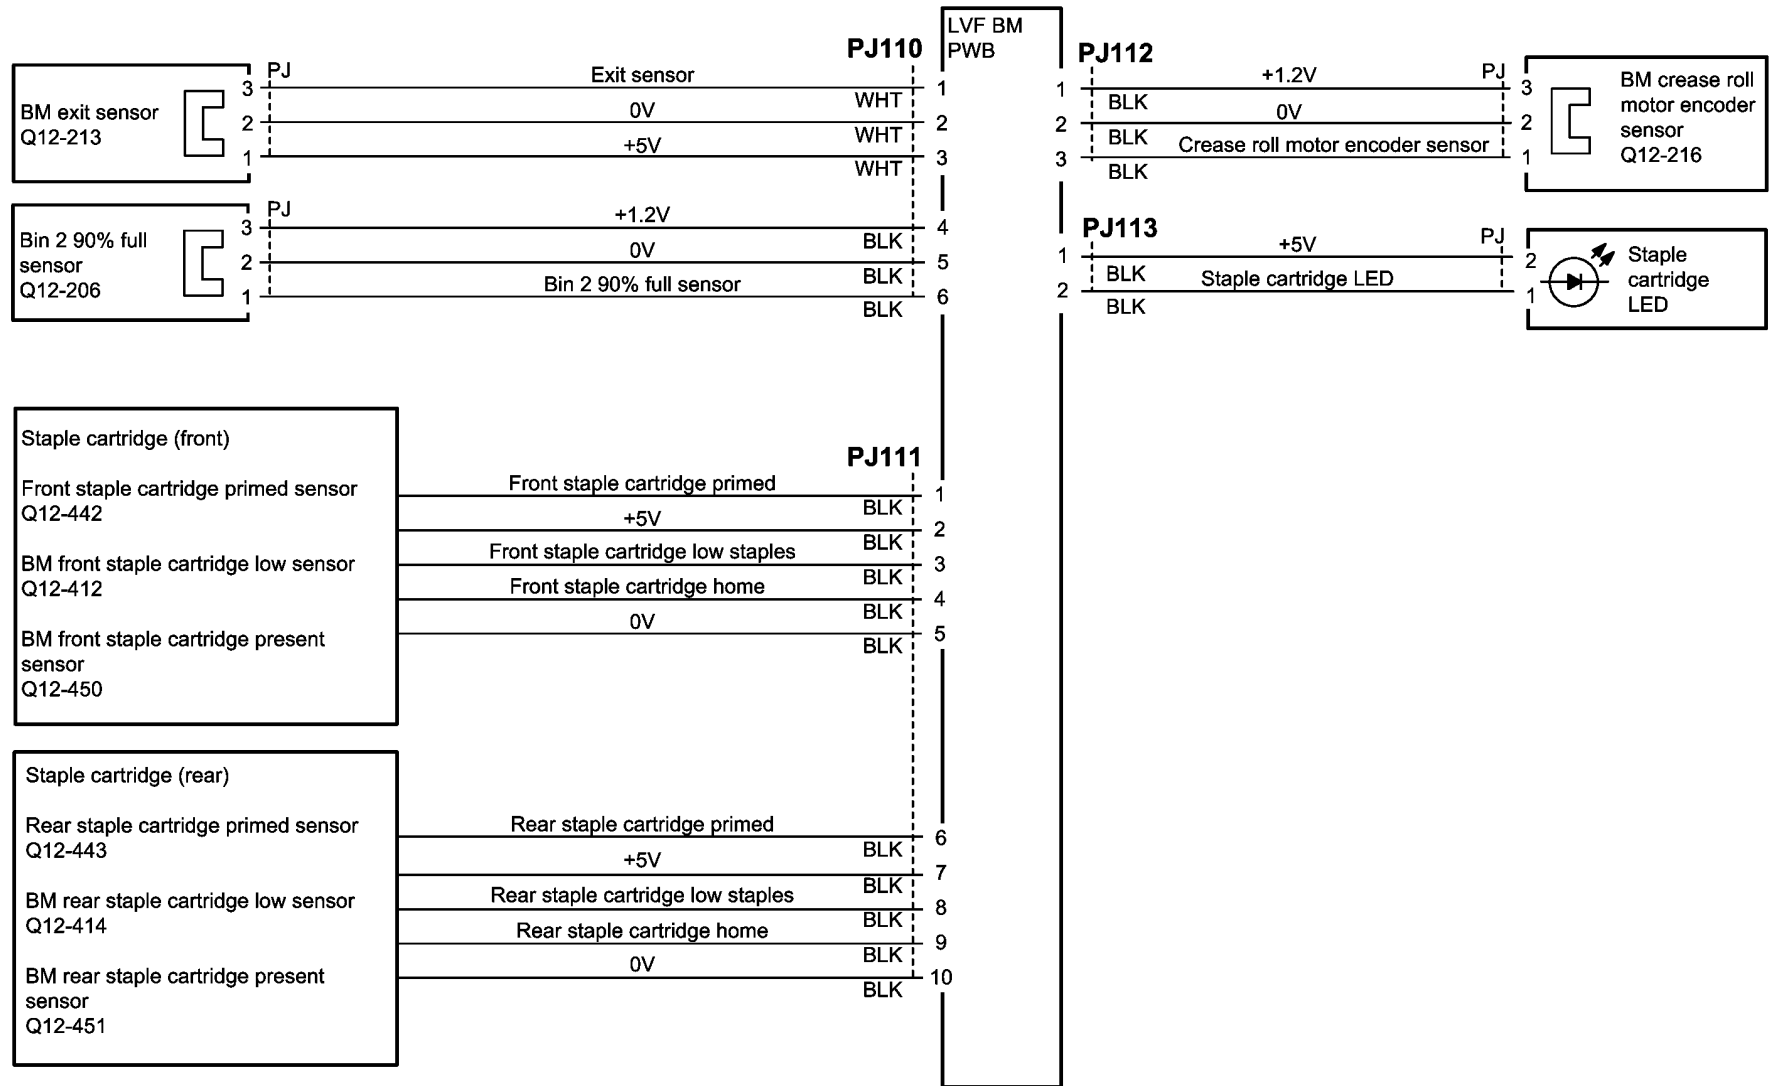 LVF BM
PWB
PJ110
BM exit sensor
Q12-213
PJ
3
Exit sensor
WHT
1
2
0V
WHT
2
1
+5V
WHT
3
Bin 2 90% full
sensor
Q12-206
PJ
3
+1.2V
BLK
4
2
0V
BLK
5
1
Bin 2 90% full sensor
BLK
6
PJ112
1
+1.2V
BLK
PJ
3
2
0V
BLK
2
3
Crease roll motor encoder sensor
BLK
1
BM crease roll
motor encoder
sensor
Q12-216
PJ113
1
+5V
BLK
PJ
2
2
Staple cartridge LED
BLK
1
Staple
cartridge
LED
PJ111
Staple cartridge (front)
Front staple cartridge primed sensor
Q12-442
BM front staple cartridge low sensor
Q12-412
BM front staple cartridge present
sensor
Q12-450
Front staple cartridge primed
BLK
1
+5V
BLK
2
Front staple cartridge low staples
BLK
3
Front staple cartridge home
BLK
4
0V
BLK
5
Staple cartridge (rear)
Rear staple cartridge primed sensor
Q12-443
BM rear staple cartridge low sensor
Q12-414
BM rear staple cartridge present
sensor
Q12-451
Rear staple cartridge primed
BLK
6
+5V
BLK
7
Rear staple cartridge low staples
BLK
8
Rear staple cartridge home
BLK
9
0V
BLK
10